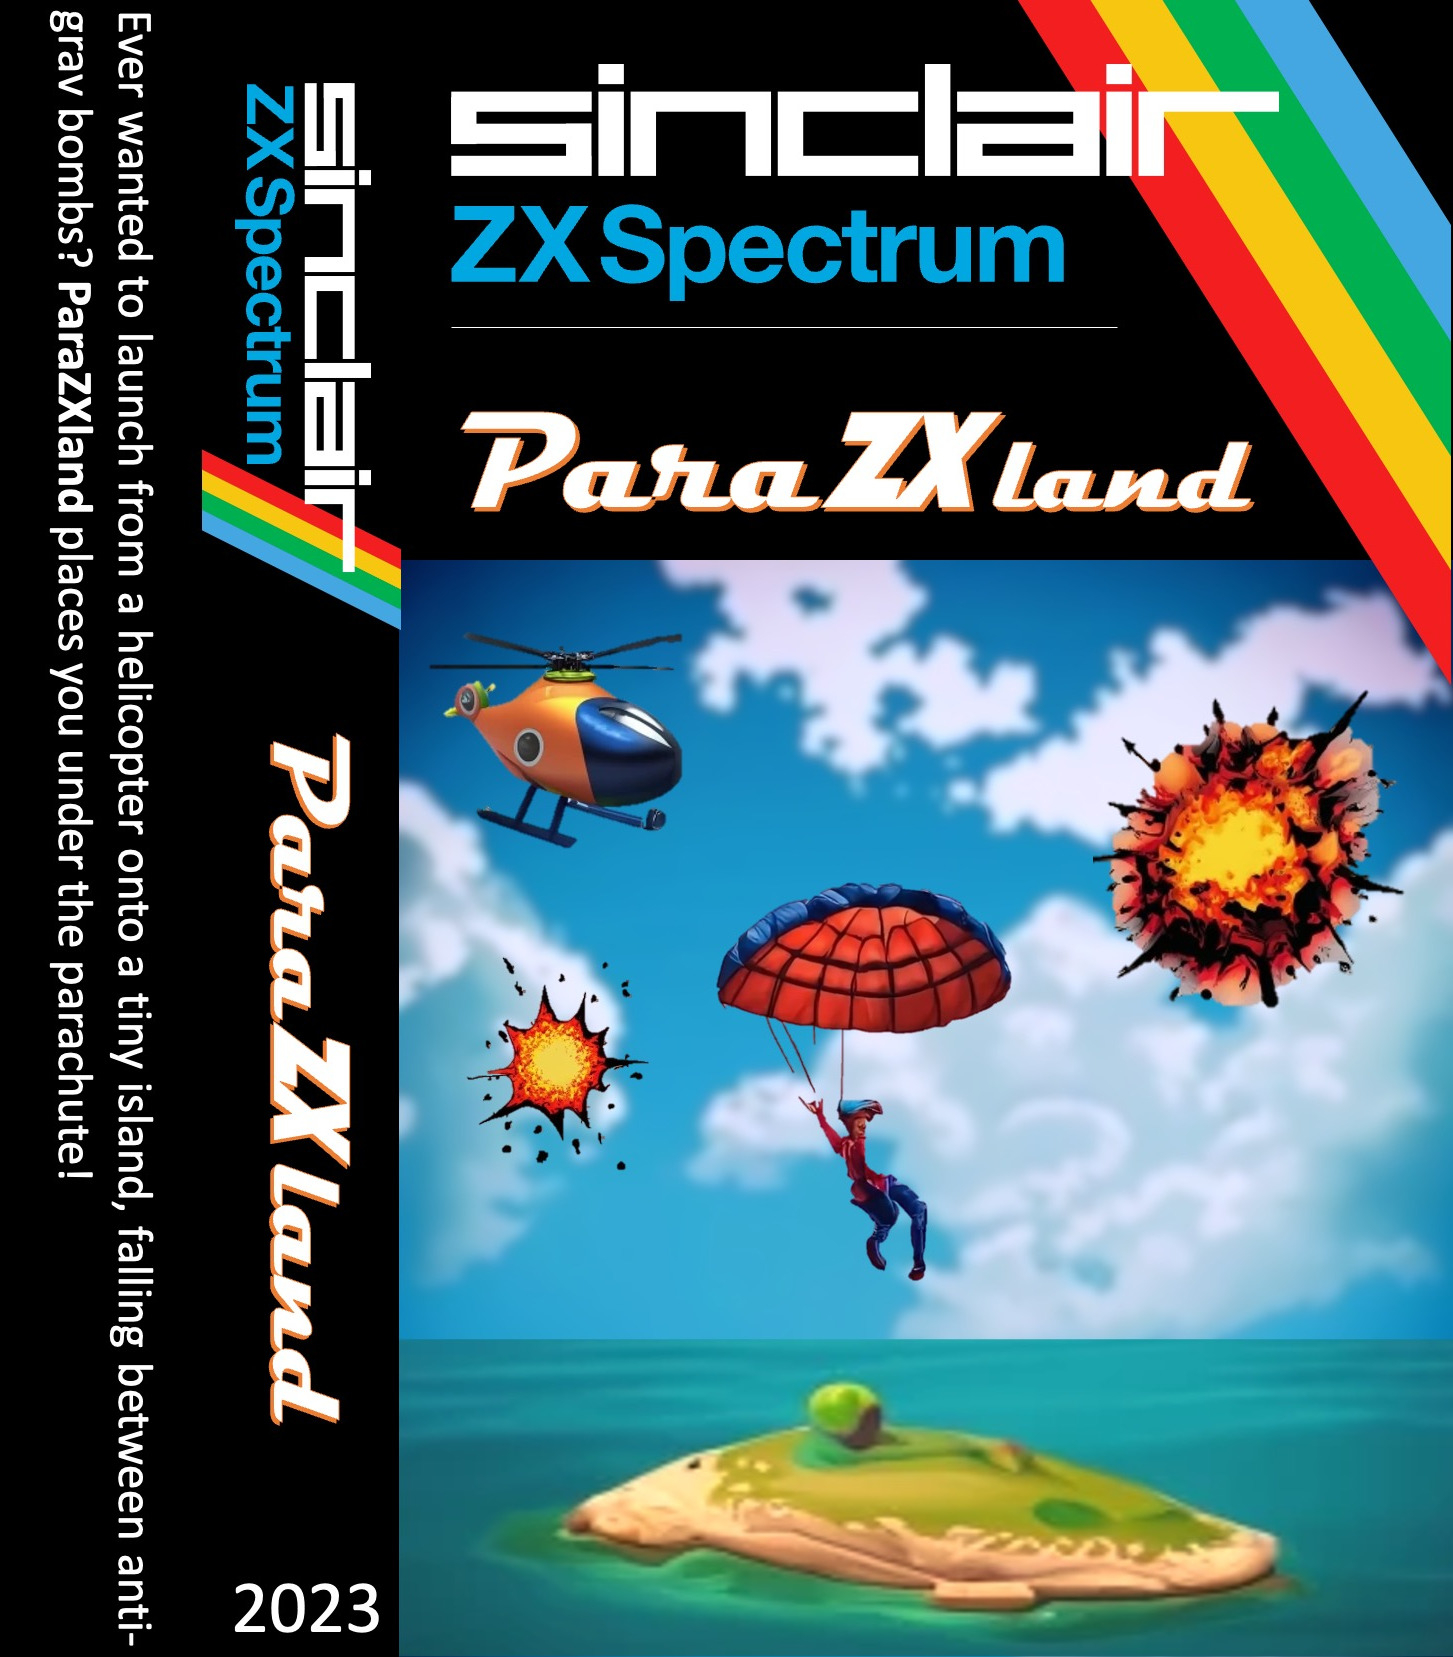 sinclair
ZX Spectrum
ParaZXland
sinclair
ZX Spectrum
ParaZXland
2023
Ever wanted to launch from a helicopter onto a tiny island, falling between anti-
grav bombs? ParaZXland places you under the parachute!